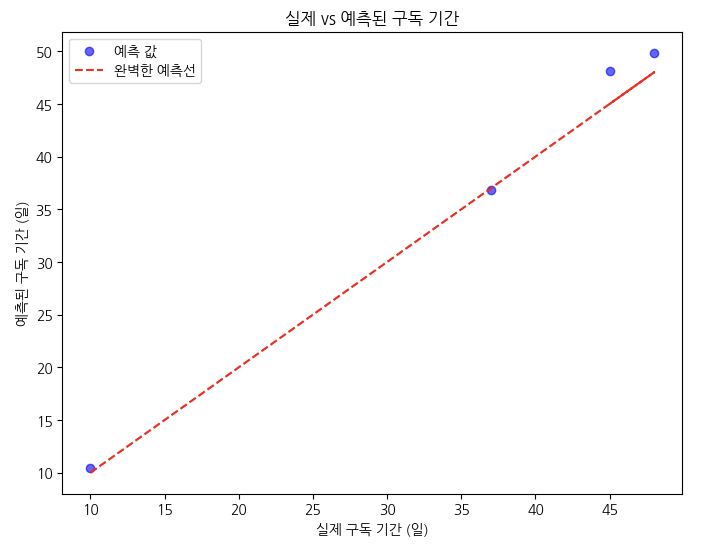 실제 vs 예측된 구독 기간
예측 값
완벽한 예측선
예측된 구독 기간 (일)
50
45
40
35
30
25
20
15
10
10 15 20 25 30 35 40 45
실제 구독 기간 (일)